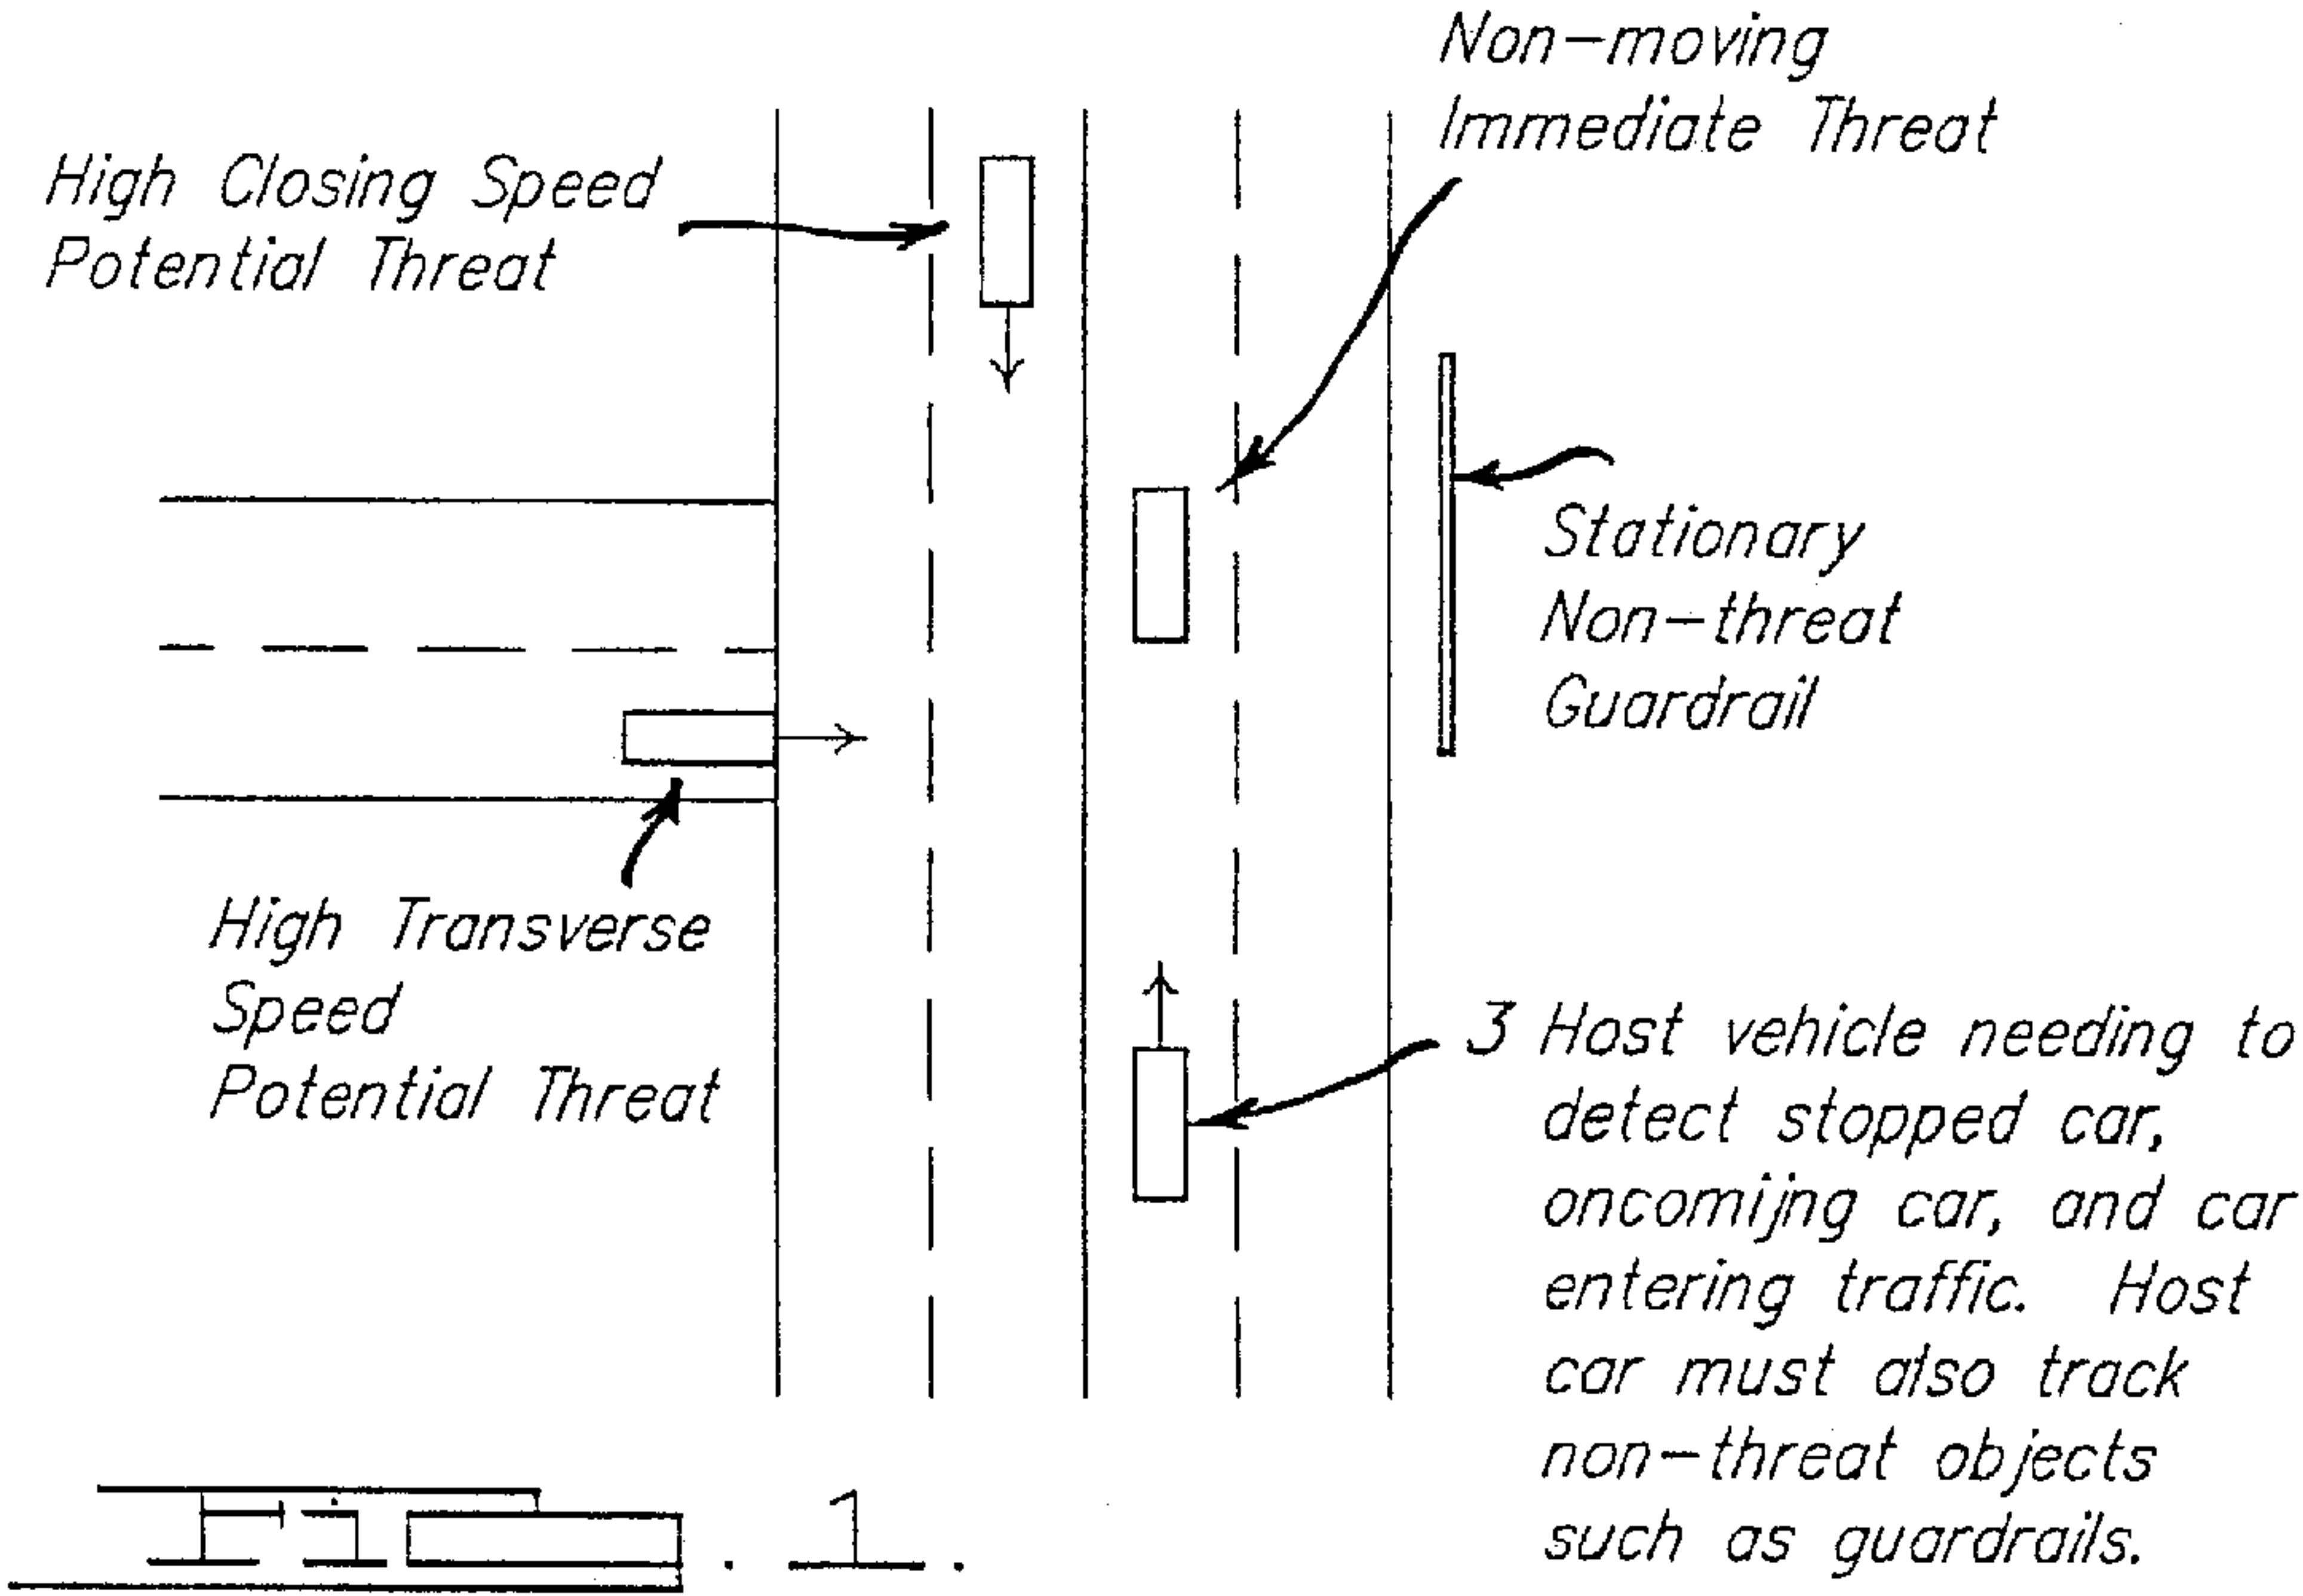 Non-moving
Immediate Threat
High Closing Speed
Potential Threat
Stationary
Non-threat
Guardrail
High Transverse
Speed
Potential Threat
3 Host vehicle needing to
detect stopped car,
oncomijng car, and car
entering traffic. Host
car must also track
non-threat objects
such as guardrails.
FIG. 1.